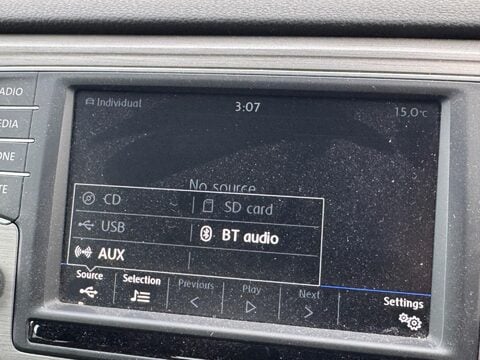 ADIO
EDIA
ONE
TE
Individual 3:07 15.0°C
No source
CD SD card
USB BT audio
AUX
Source Selection Previous Play Next Settings